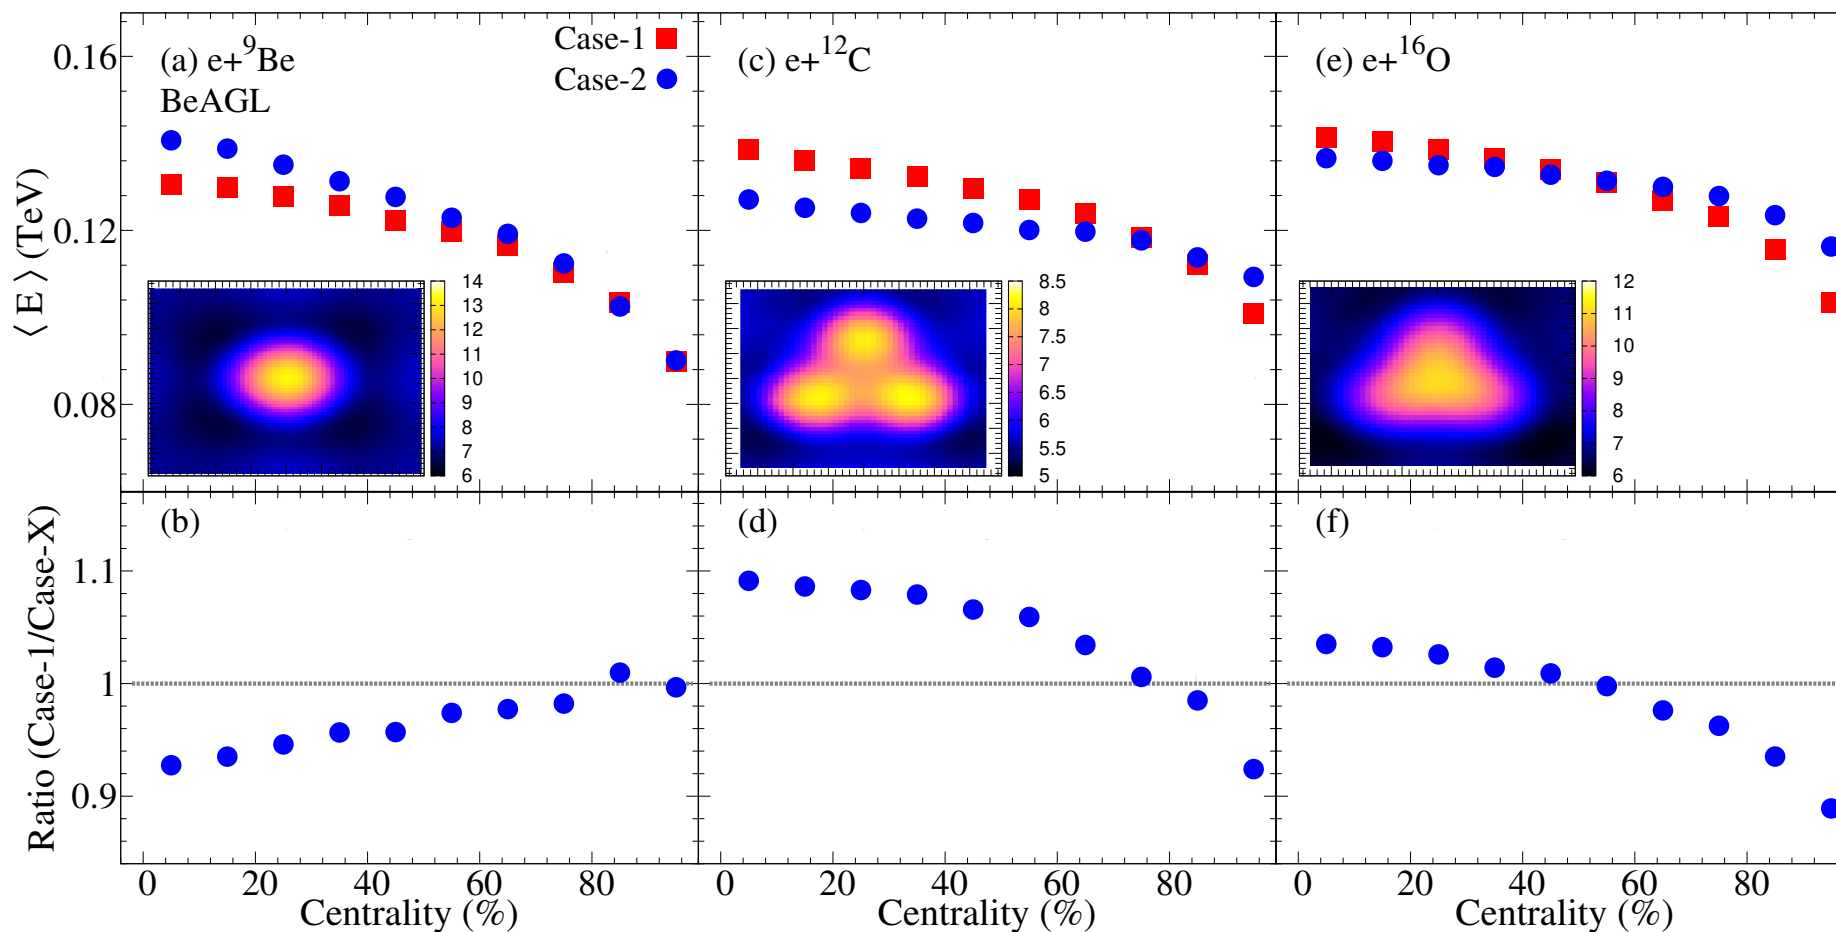 (a) e+⁹Be
BeAGL
Case-1
Case-2
(c) e+¹²C
(e) e+¹⁶O
⟨ E ⟩ (TeV)
0.16
0.12
0.08
14
13
12
11
10
9
8
7
6
8.5
8
7.5
7
6.5
6
5.5
5
12
11
10
9
8
7
6
(b)
(d)
(f)
Ratio (Case-1/Case-X)
1.1
1
0.9
0 20 40 60 80
0 20 40 60 80
0 20 40 60 80
Centrality (%)
Centrality (%)
Centrality (%)